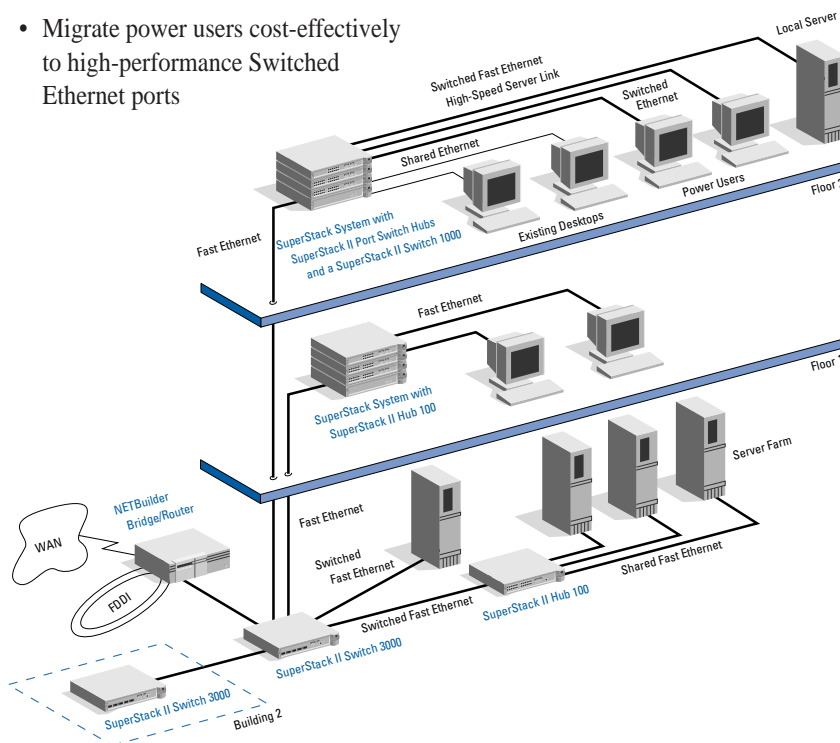 • Migrate power users cost-effectively
to high-performance Switched
Ethernet ports
Local Server
Switched Fast Ethernet
High-Speed Server Link
Switched
Ethernet
Shared Ethernet
Power Users
Floor
Existing Desktops
Fast Ethernet
SuperStack System with
SuperStack II Port Switch Hubs
and a SuperStack II Switch 1000
Fast Ethernet
Floor
SuperStack System with
SuperStack II Hub 100
Server Farm
NETBuilder
Bridge/Router
Fast Ethernet
WAN
Switched
Fast Ethernet
Shared Fast Ethernet
FDDI
Switched Fast Ethernet
SuperStack II Hub 100
SuperStack II Switch 3000
SuperStack II Switch 3000
Building 2